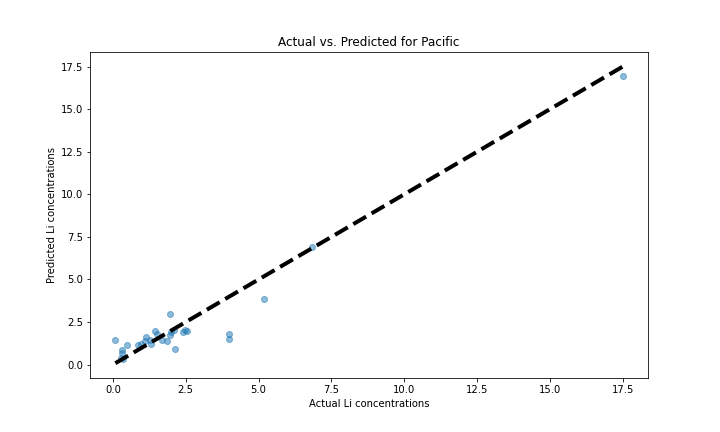 Actual vs. Predicted for Pacific
17.5
15.0
12.5
10.0
7.5
5.0
2.5
0.0
Predicted Li concentrations
0.0 2.5 5.0 7.5 10.0 12.5 15.0 17.5
Actual Li concentrations